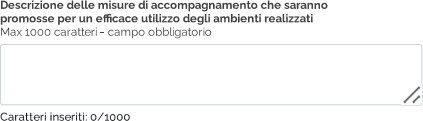 Descrizione delle misure di accompagnamento che saranno
promosse per un efficace utilizzo degli ambienti realizzati
Max 1000 caratteri - campo obbligatorio
Caratteri inseriti: 0/1000